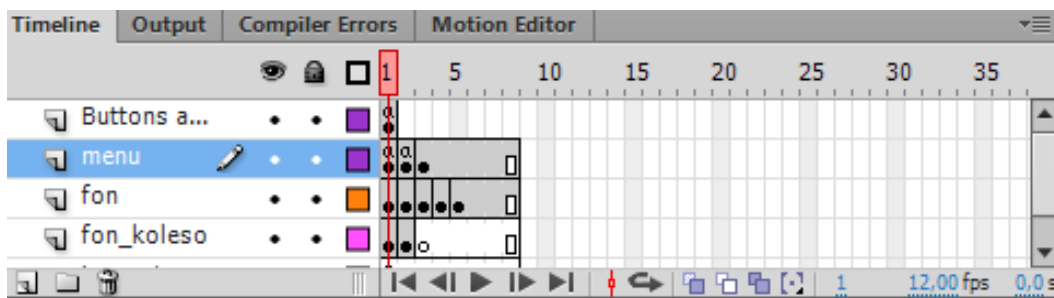 Timeline Output Compiler Errors Motion Editor
1 5 10 15 20 25 30 35
Buttons a...
a
menu
a a
fon
fon_koleso
1 12,00 fps 0,0 s